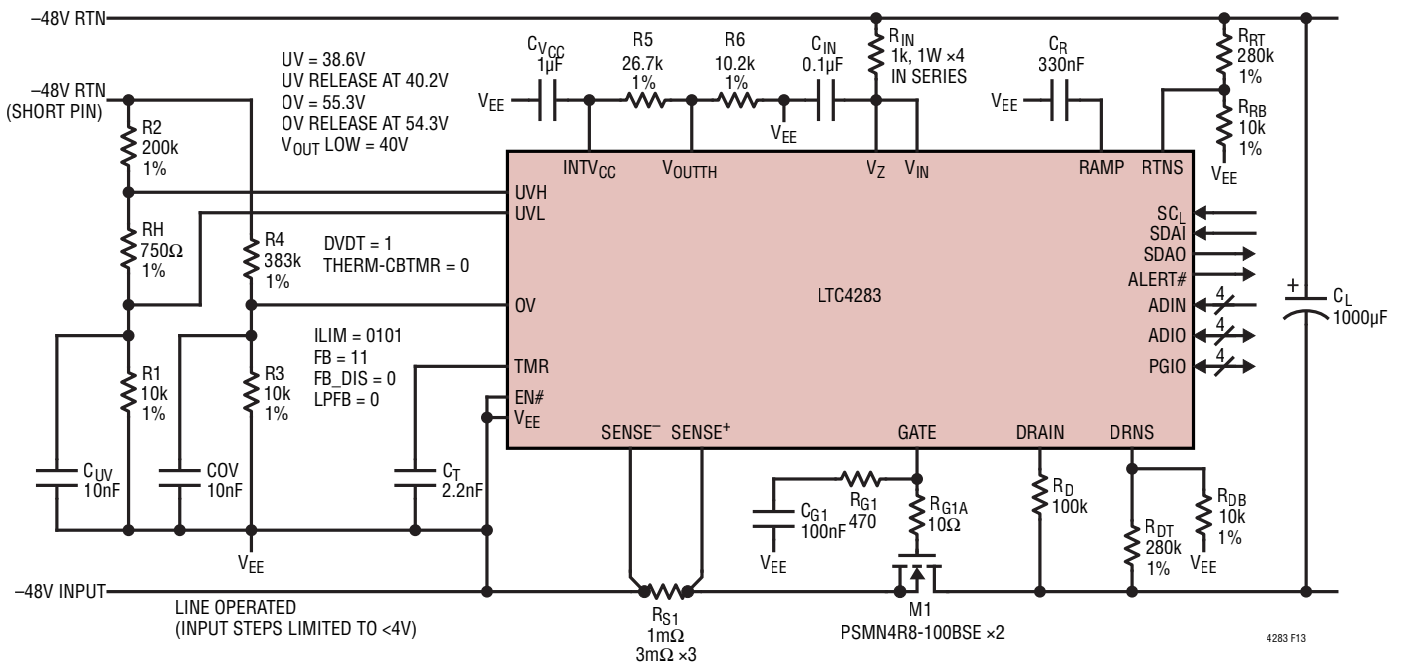 –48V RTN
–48V RTN
(SHORT PIN)
UV = 38.6V
UV RELEASE AT 40.2V
OV = 55.3V
OV RELEASE AT 54.3V
VOUT LOW = 40V
CVCC
1µF
R5
26.7k
1%
R6
10.2k
1%
CIN
0.1µF
RIN
1k, 1W ×4
IN SERIES
CR
330nF
RRT
280k
1%
RRB
10k
1%
VEE
VEE
VEE
VEE
R2
200k
1%
INTVCC
VOUTTH
VZ
VIN
RAMP
RTNS
UVH
UVL
RH
750Ω
1%
R4
383k
1%
DVDT = 1
THERM-CBTMR = 0
OV
LTC4283
SCL
SDAI
SDAO
ALERT#
ADIN
4
ADIO
4
PGIO
4
+
CL
1000µF
ILIM = 0101
FB = 11
FB_DIS = 0
LPFB = 0
TMR
R1
10k
1%
R3
10k
1%
EN#
VEE
SENSE–
SENSE+
GATE
DRAIN
DRNS
CUV
10nF
COV
10nF
CT
2.2nF
RG1
470
CG1
100nF
VEE
RG1A
10Ω
RD
100k
RDT
280k
1%
RDB
10k
1%
VEE
VEE
–48V INPUT
LINE OPERATED
(INPUT STEPS LIMITED TO <4V)
RS1
1mΩ
3mΩ ×3
M1
PSMN4R8-100BSE ×2
4283 F13